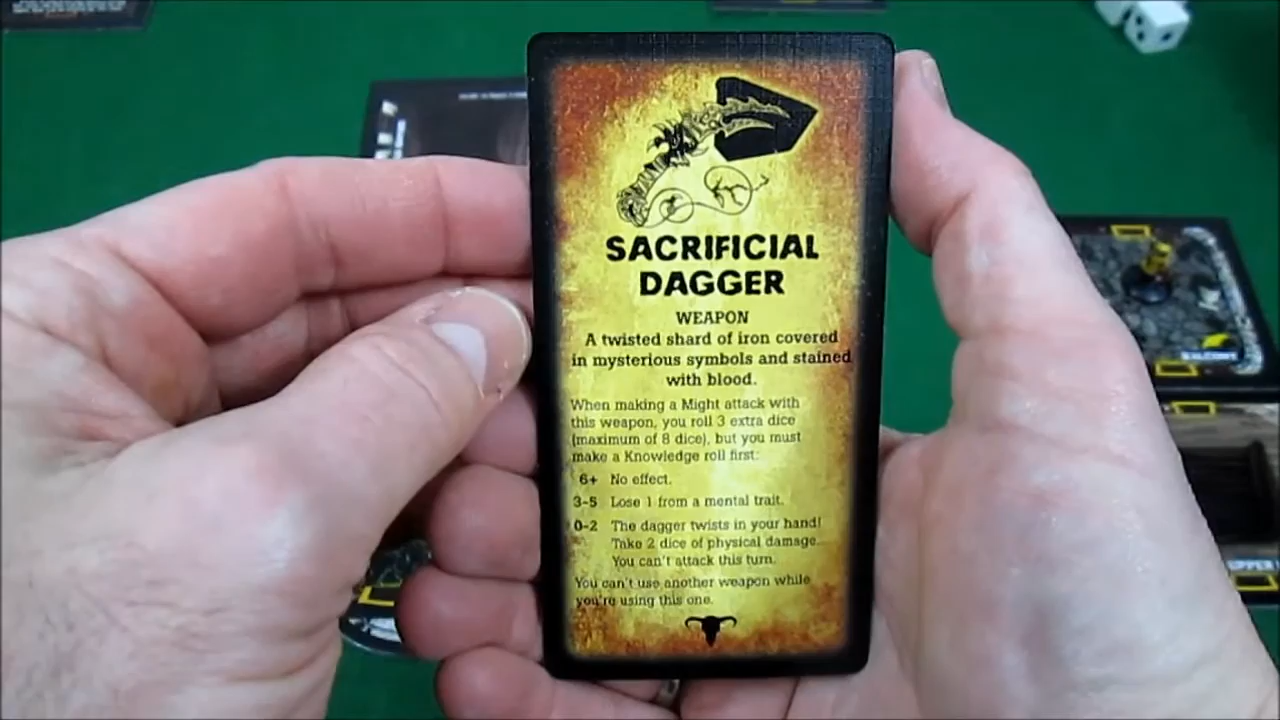 SACRIFICIAL
DAGGER
WEAPON
A twisted shard of iron covered
in mysterious symbols and stained
with blood.
When making a Might attack with
this weapon, you roll 3 extra dice
(maximum of 8 dice), but you must
make a Knowledge roll first:
6+ No effect.
3-5 Lose 1 from a mental trait.
0-2 The dagger twists in your hand!
Take 2 dice of physical damage.
You can't attack this turn.
You can't use another weapon while
you're using this one.
BALCONY
UPPER